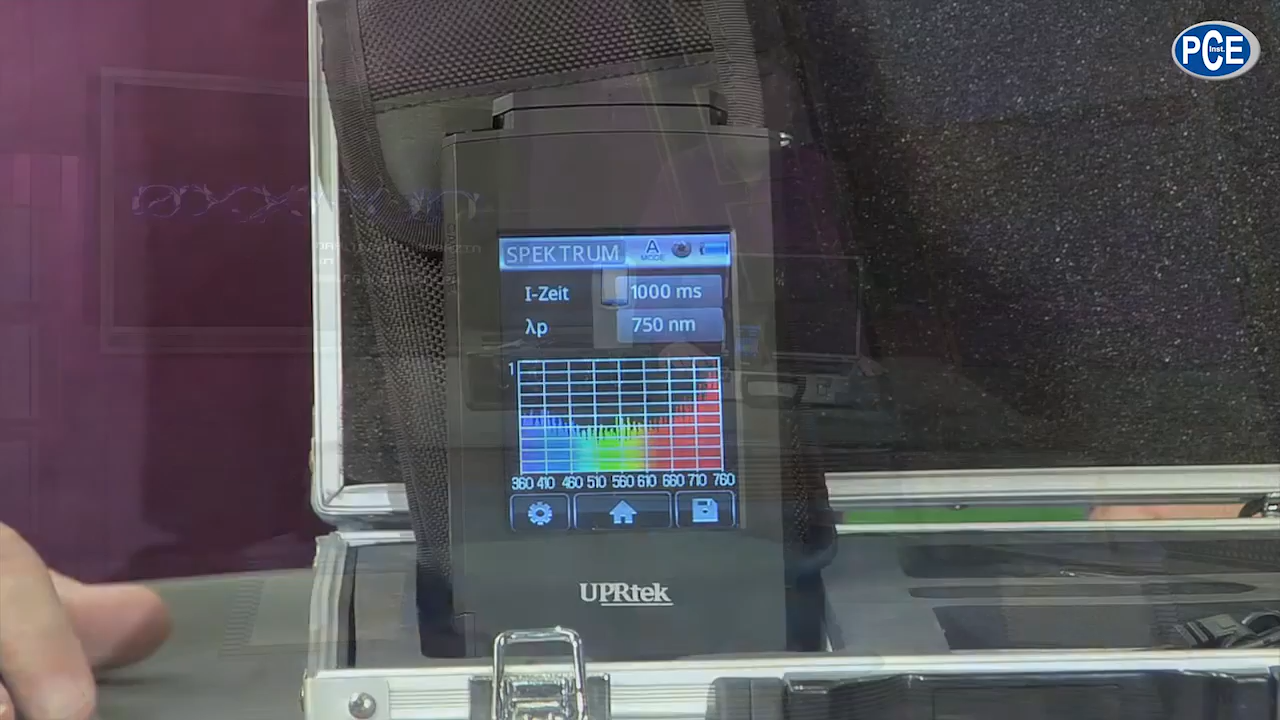 PCE
Inst.
SPEKTRUM
A
MODE
I-Zeit
1000 ms
λp
750 nm
1
360 410 460 510 560 610 660 710 760
UPRtek